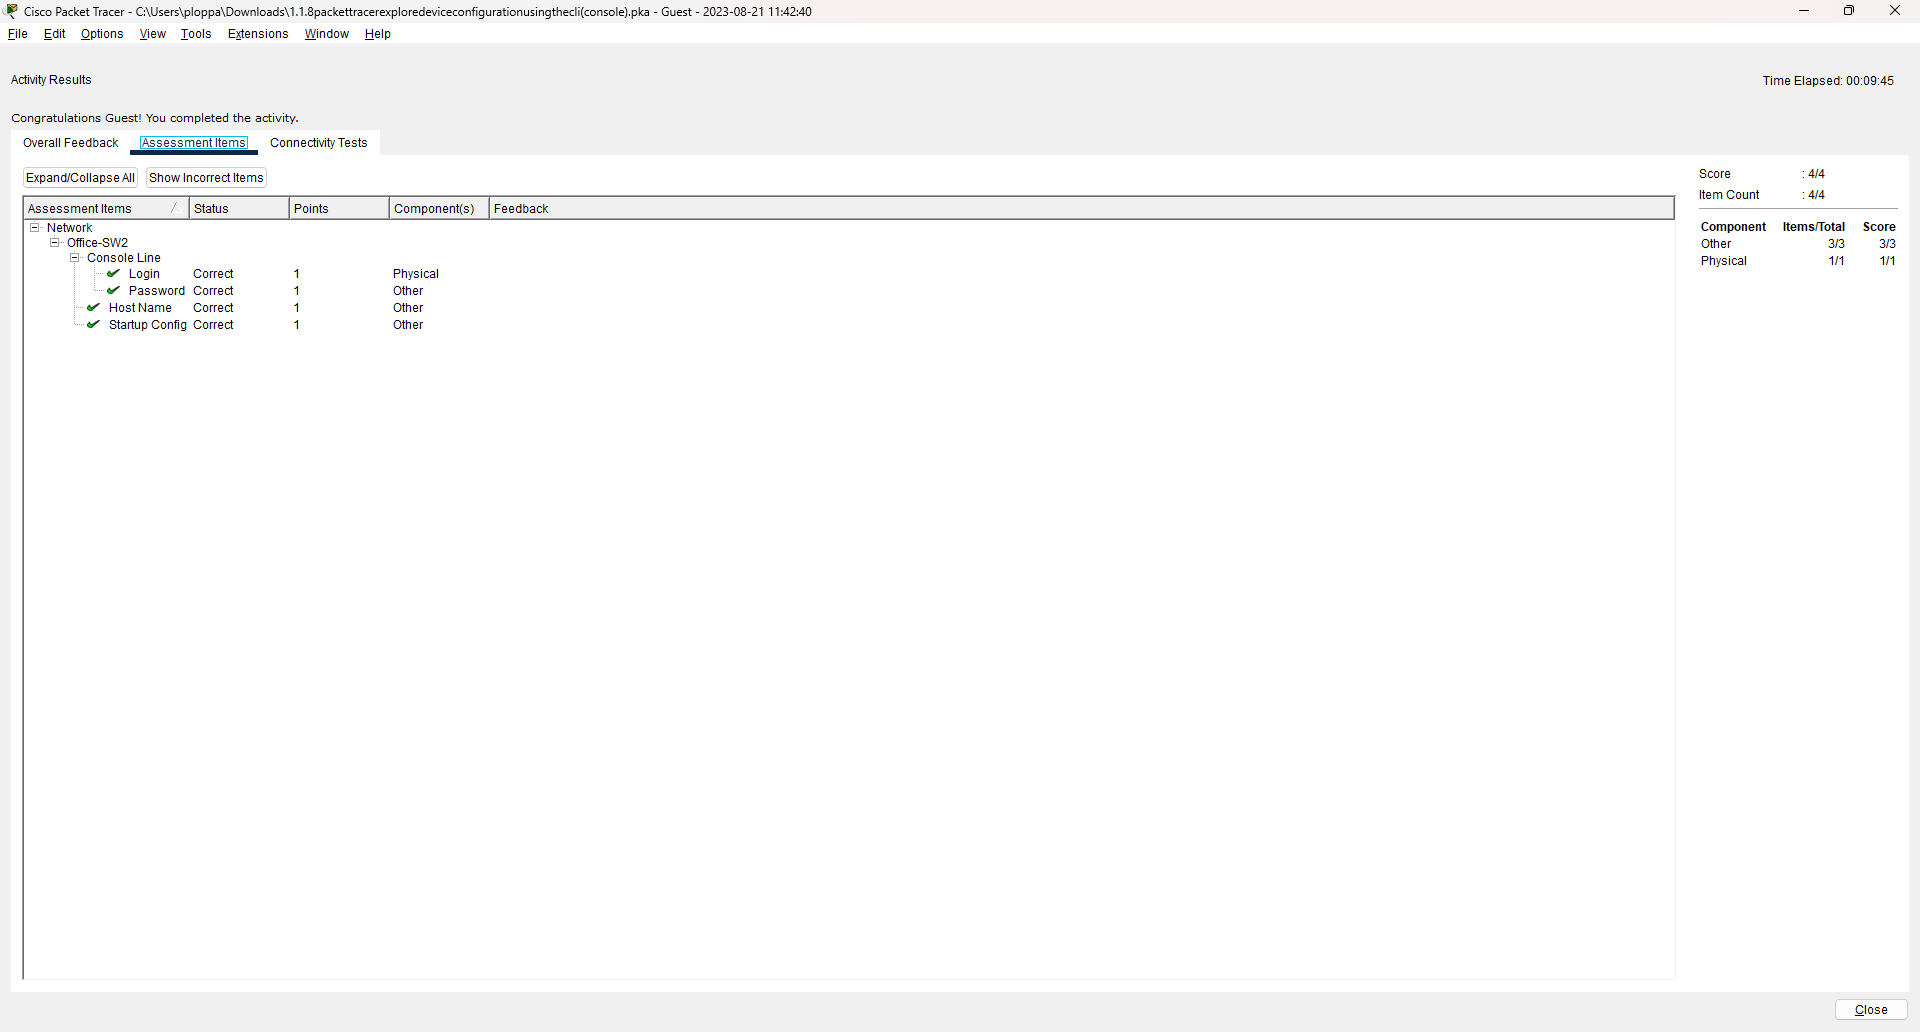 Cisco Packet Tracer - C:\Users\ploppa\Downloads\1.1.8packettracerexploredeviceconfigurationusingthecli(console).pka - Guest - 2023-08-21 11:42:40
File Edit Options View Tools Extensions Window Help
Activity Results
Time Elapsed: 00:09:45
Congratulations Guest! You completed the activity.
Overall Feedback Assessment Items Connectivity Tests
Expand/Collapse All Show Incorrect Items
Assessment Items Status Points Component(s) Feedback
Network
Office-SW2
Console Line
Login Correct 1 Physical
Password Correct 1 Other
Host Name Correct 1 Other
Startup Config Correct 1 Other
Score : 4/4
Item Count : 4/4
Component Items/Total Score
Other 3/3 3/3
Physical 1/1 1/1
Close